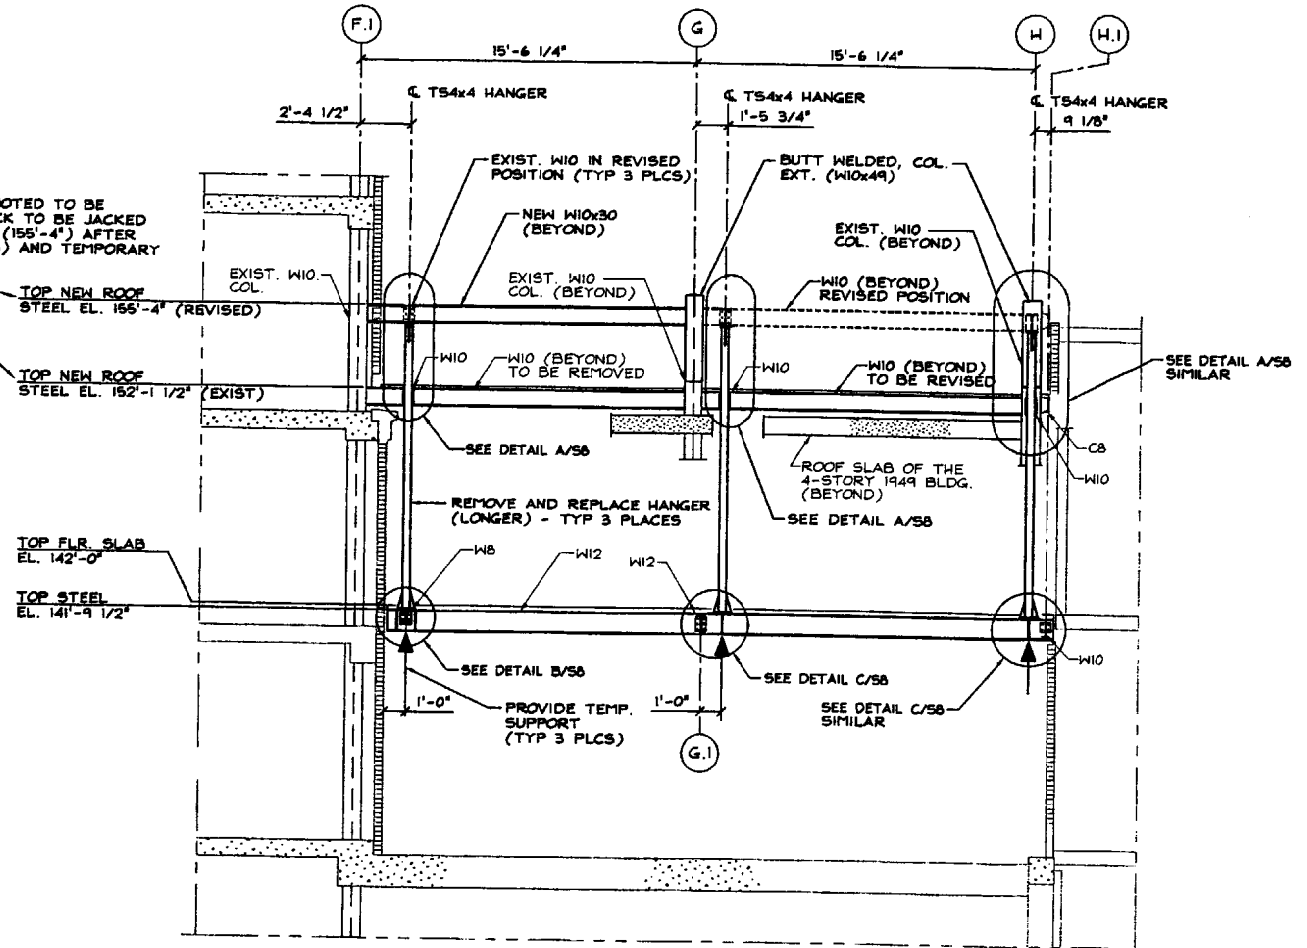 F.1
G
H
H.1
15'-6 1/4"
15'-6 1/4"
℄ TS4x4 HANGER
℄ TS4x4 HANGER
℄ TS4x4 HANGER
2'-4 1/2"
1'-5 3/4"
9 1/8"
EXIST. W10 IN REVISED
POSITION (TYP 3 PLCS)
BUTT WELDED, COL.
EXT. (W10x49)
OTED TO BE
CK TO BE JACKED
(155'-4") AFTER
) AND TEMPORARY
NEW W10x30
(BEYOND)
EXIST. W10
COL. (BEYOND)
EXIST. W10
COL.
EXIST. W10
COL. (BEYOND)
W10 (BEYOND)
REVISED POSITION
TOP NEW ROOF
STEEL EL. 155'-4" (REVISED)
W10
W10 (BEYOND)
TO BE REMOVED
W10
W10 (BEYOND)
TO BE REVISED
SEE DETAIL A/S8
SIMILAR
TOP NEW ROOF
STEEL EL. 152'-1 1/2" (EXIST)
SEE DETAIL A/S8
C8
ROOF SLAB OF THE
4-STORY 1949 BLDG.
(BEYOND)
W10
REMOVE AND REPLACE HANGER
(LONGER) - TYP 3 PLACES
SEE DETAIL A/S8
TOP FLR. SLAB
EL. 142'-0"
W8
W12
W12
TOP STEEL
EL. 141'-9 1/2"
SEE DETAIL B/S8
SEE DETAIL C/S8
W10
1'-0"
PROVIDE TEMP.
SUPPORT
(TYP 3 PLCS)
1'-0"
SEE DETAIL C/S8
SIMILAR
G.1